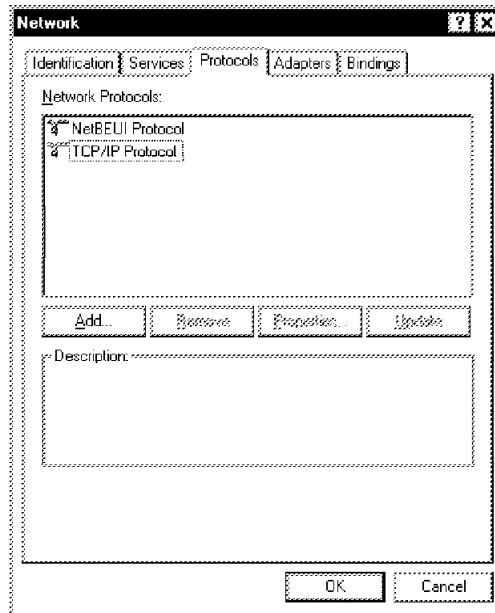 Network
Identification Services Protocols Adapters Bindings
Network Protocols:
NetBEUI Protocol
TCP/IP Protocol
Add... Remove Properties... Update
Description:
OK Cancel